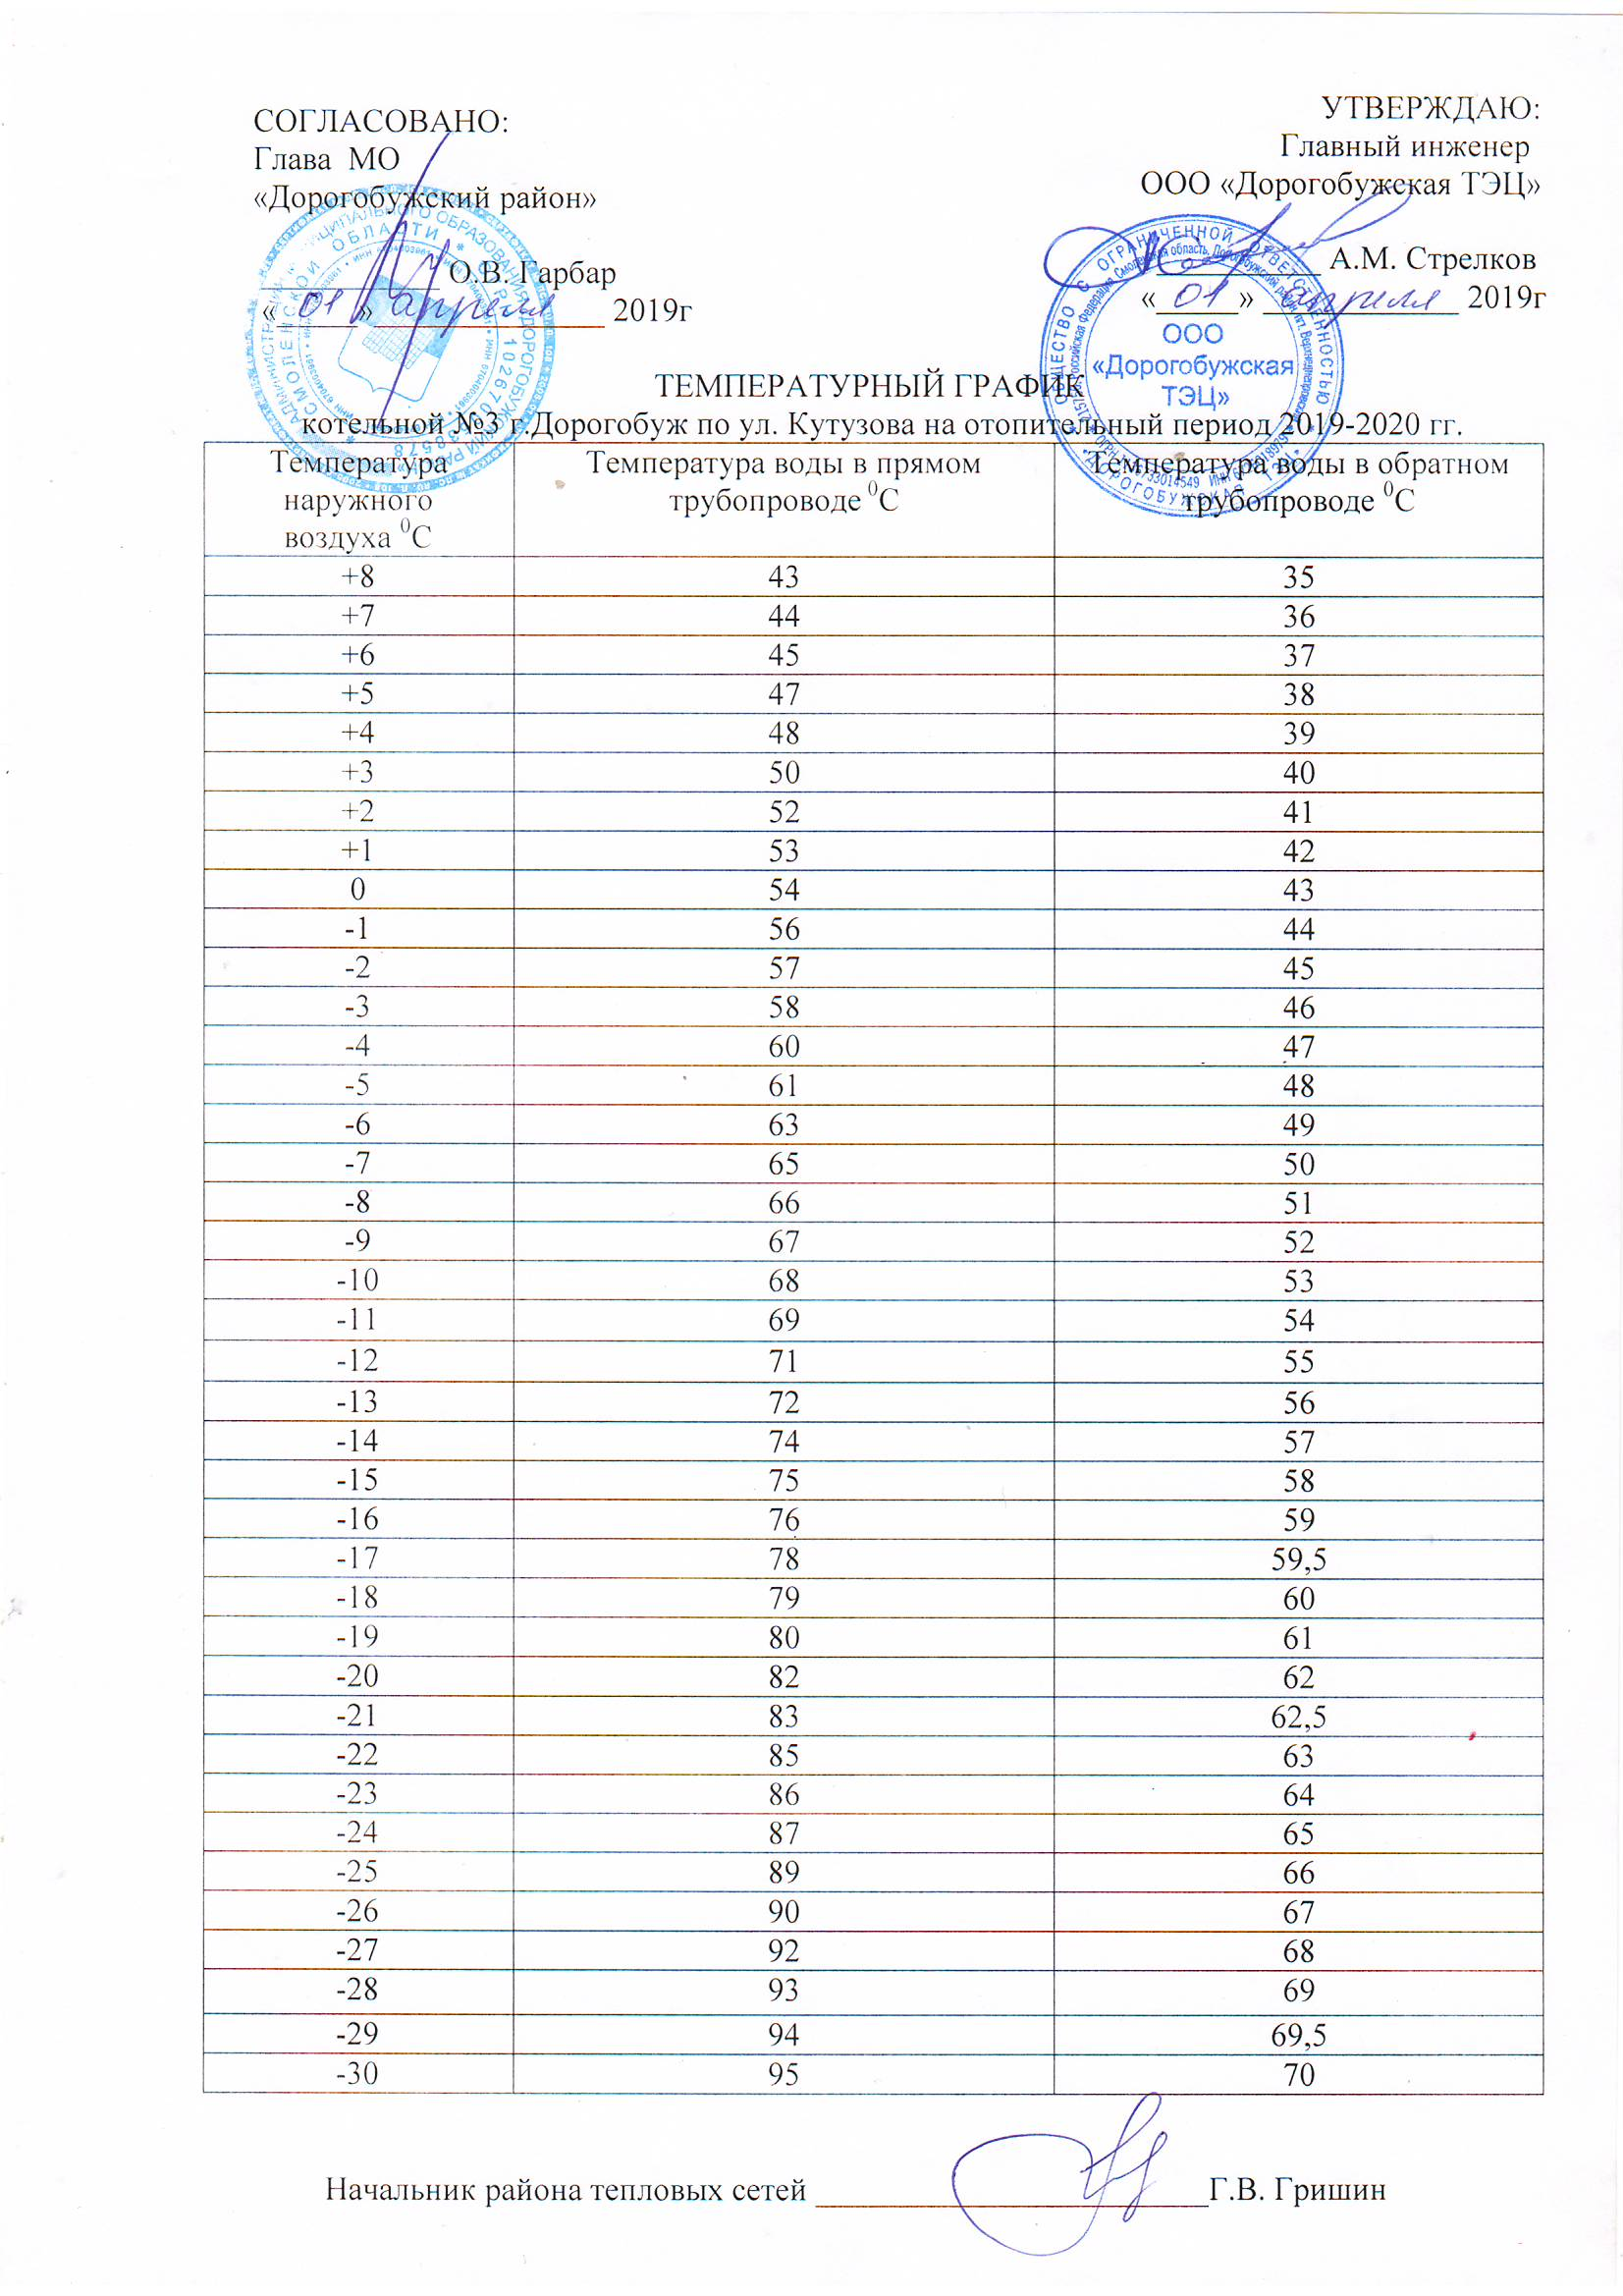 СОГЛАСОВАНО:
Глава МО
«Дорогобужский район»
О.В. Гарбар
« 01 » апреля 2019г
УТВЕРЖДАЮ:
Главный инженер
ООО «Дорогобужская ТЭЦ»
А.М. Стрелков
« 01 » апреля 2019г
ООО
«Дорогобужская
ТЭЦ»
ОБЩЕСТВО С ОГРАНИЧЕННОЙ ОТВЕТСТВЕННОСТЬЮ
СМОЛЕНСКОЙ ОБЛАСТИ
ТЕМПЕРАТУРНЫЙ ГРАФИК
котельной №3 г.Дорогобуж по ул. Кутузова на отопительный период 2019-2020 гг.
Температура
наружного
воздуха ⁰С
Температура воды в прямом
трубопроводе ⁰С
Температура воды в обратном
трубопроводе ⁰С
+8 43 35
+7 44 36
+6 45 37
+5 47 38
+4 48 39
+3 50 40
+2 52 41
+1 53 42
0 54 43
-1 56 44
-2 57 45
-3 58 46
-4 60 47
-5 61 48
-6 63 49
-7 65 50
-8 66 51
-9 67 52
-10 68 53
-11 69 54
-12 71 55
-13 72 56
-14 74 57
-15 75 58
-16 76 59
-17 78 59,5
-18 79 60
-19 80 61
-20 82 62
-21 83 62,5
-22 85 63
-23 86 64
-24 87 65
-25 89 66
-26 90 67
-27 92 68
-28 93 69
-29 94 69,5
-30 95 70
Начальник района тепловых сетей Г.В. Гришин